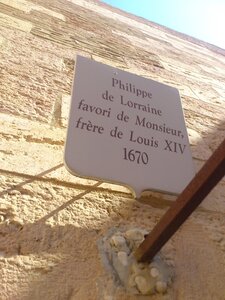 Philippe
de Lorraine
favori de Monsieur,
frère de Louis XIV
1670